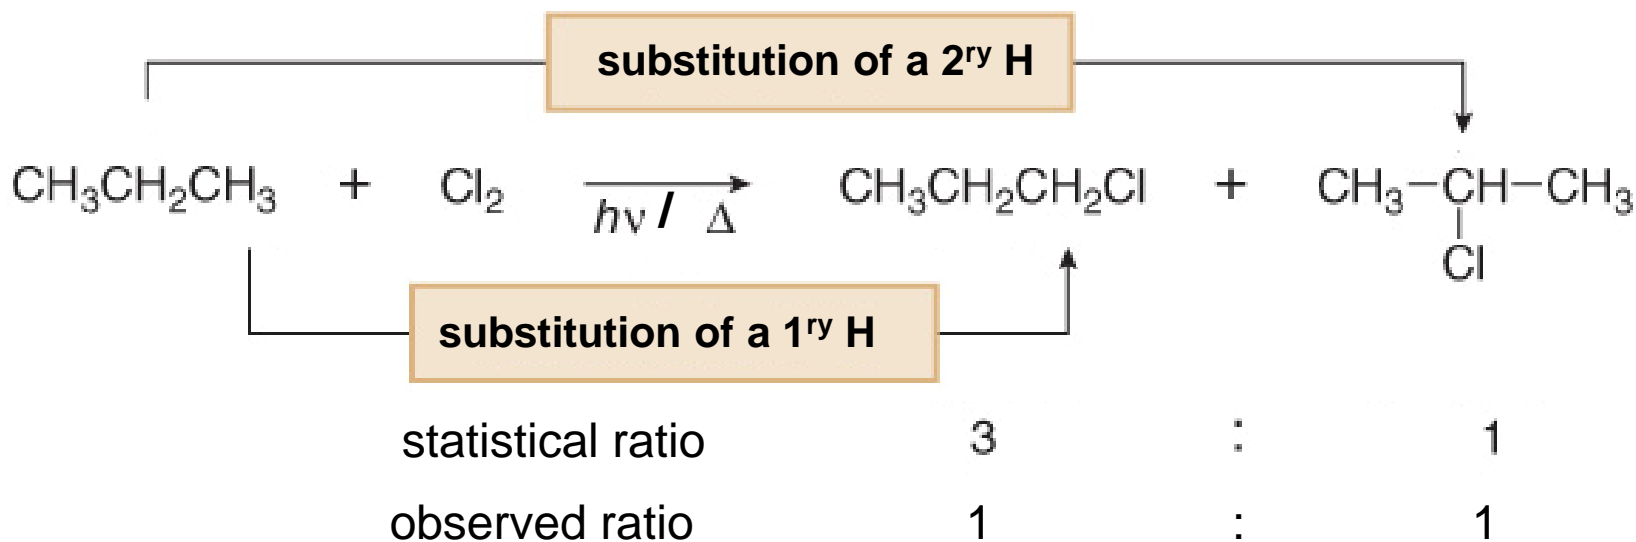 substitution of a 2ʳʸ H
CH₃CH₂CH₃ + Cl₂ hν / Δ CH₃CH₂CH₂Cl + CH₃–CH–CH₃
Cl
substitution of a 1ʳʸ H
statistical ratio 3 : 1
observed ratio 1 : 1